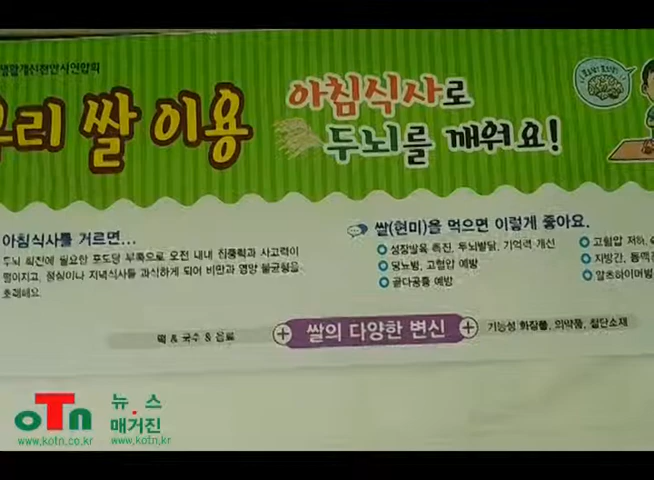 생활개선천안시연합회
우리 쌀 이용
아침식사로
두뇌를 깨워요!
아침식사를 거르면...
두뇌 회전에 필요한 포도당 부족으로 오전 내내 집중력과 사고력이
떨어지고, 점심이나 저녁식사를 과식하게 되어 비만과 영양 불균형을
초래해요.
쌀(현미)을 먹으면 이렇게 좋아요.
성장발육 촉진, 두뇌발달, 기억력 개선
당뇨병, 고혈압 예방
골다공증 예방
고혈압 저하,
지방간, 동맥경
알츠하이머병
떡 & 국수 & 음료
쌀의 다양한 변신
기능성 화장품, 의약품, 첨단소재
OTn 뉴.스
매거진
www.kotn.co.kr www.kotn.kr